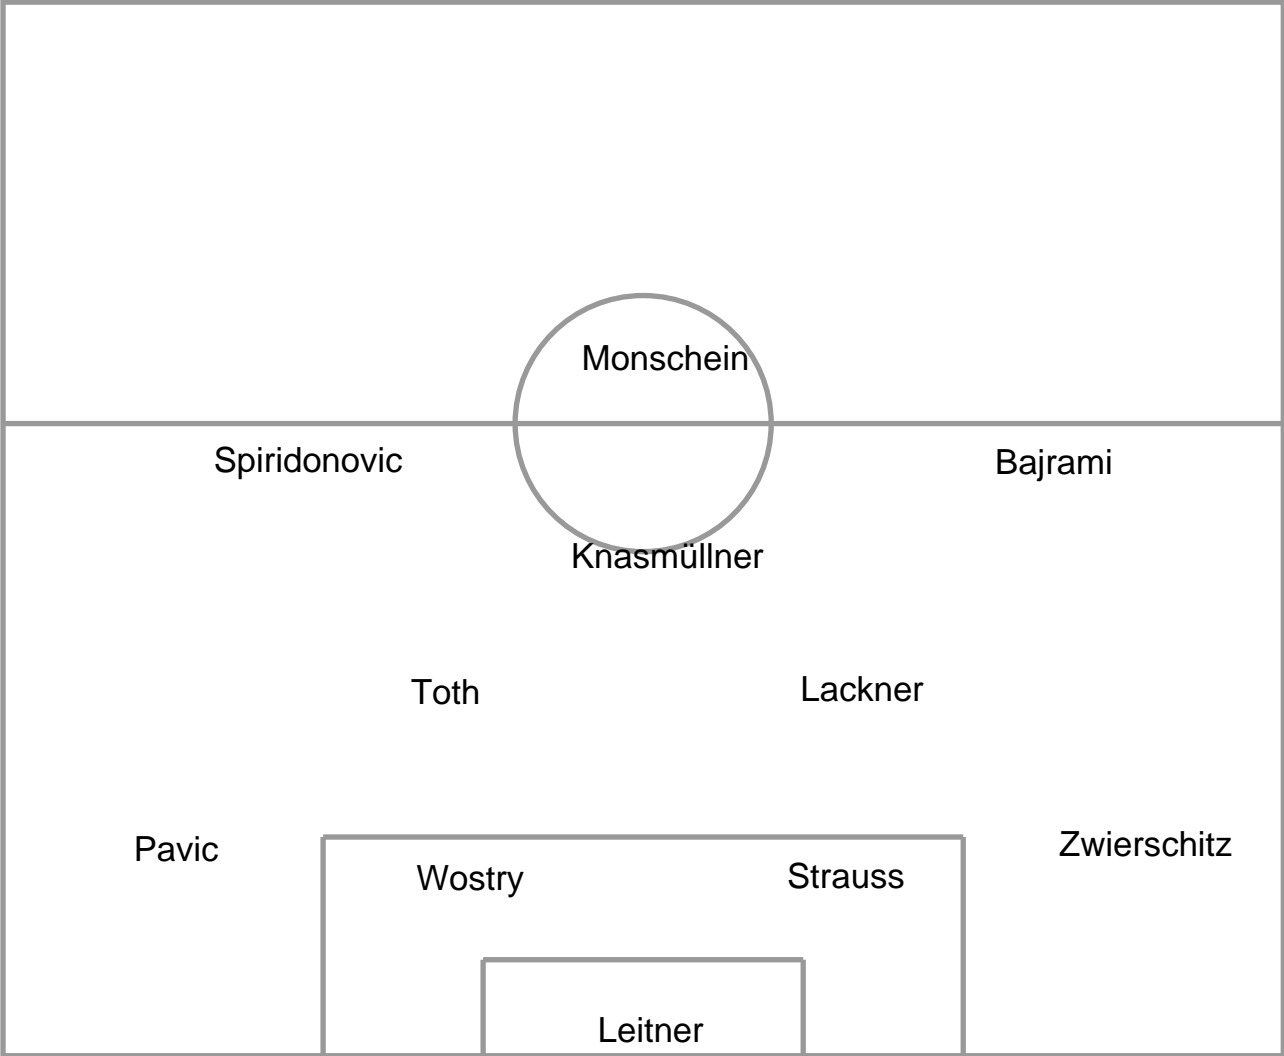 Monschein
Spiridonovic
Bajrami
Knasmüllner
Toth
Lackner
Pavic
Zwierschitz
Wostry
Strauss
Leitner